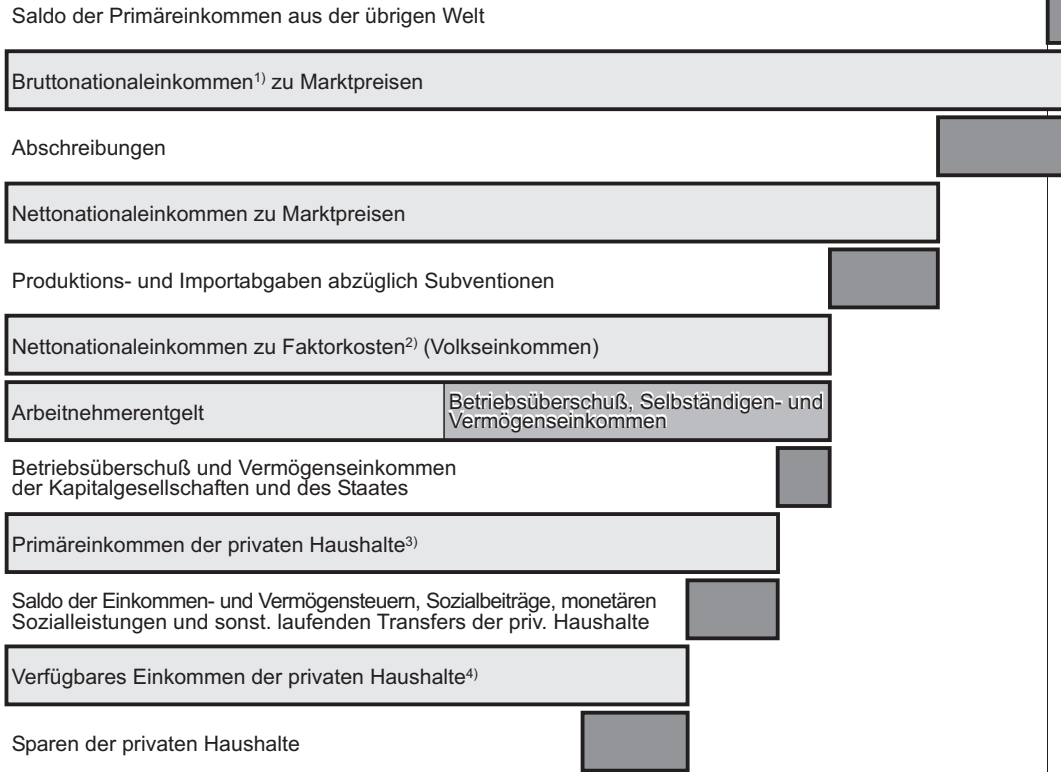 Saldo der Primäreinkommen aus der übrigen Welt
Bruttonationaleinkommen¹⁾ zu Marktpreisen
Abschreibungen
Nettonationaleinkommen zu Marktpreisen
Produktions- und Importabgaben abzüglich Subventionen
Nettonationaleinkommen zu Faktorkosten²⁾ (Volkseinkommen)
Arbeitnehmerentgelt
Betriebsüberschuß, Selbständigen- und
Vermögenseinkommen
Betriebsüberschuß und Vermögenseinkommen
der Kapitalgesellschaften und des Staates
Primäreinkommen der privaten Haushalte³⁾
Saldo der Einkommen- und Vermögensteuern, Sozialbeiträge, monetären
Sozialleistungen und sonst. laufenden Transfers der priv. Haushalte
Verfügbares Einkommen der privaten Haushalte⁴⁾
Sparen der privaten Haushalte